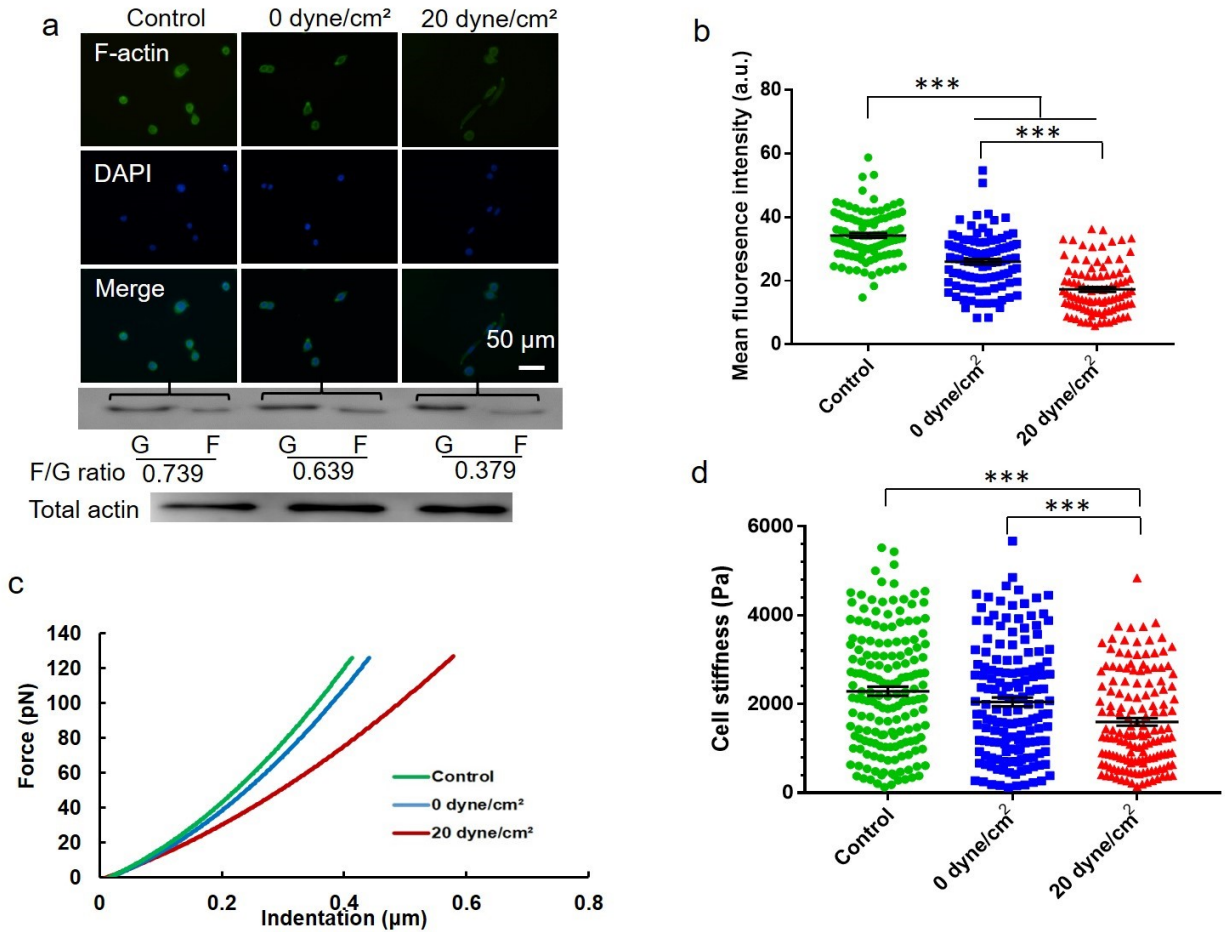 a
Control 0 dyne/cm² 20 dyne/cm²
F-actin
DAPI
Merge
50 µm
G F G F G F
F/G ratio 0.739 0.639 0.379
Total actin
b
Mean fluoresence intensity (a.u.)
80
60
40
20
0
***
***
Control
0 dyne/cm²
20 dyne/cm²
c
Force (pN)
140
120
100
80
60
40
20
0
0 0.2 0.4 0.6 0.8
Indentation (µm)
Control
0 dyne/cm²
20 dyne/cm²
d
Cell stiffness (Pa)
6000
4000
2000
0
***
***
Control
0 dyne/cm²
20 dyne/cm²